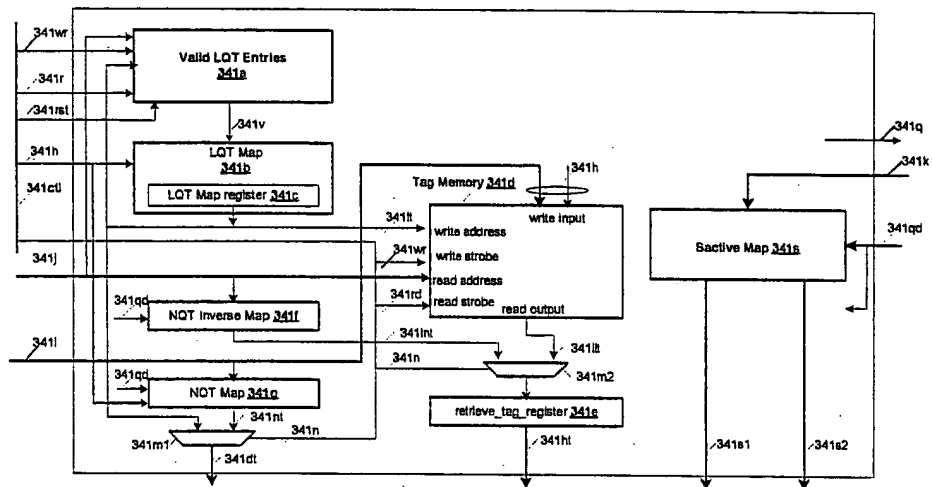 341wr
Valid LQT Entries
341a
341r
341rst
341v
341q
341h
LQT Map
341b
341h
341k
341ctl
Tag Memory 341d
LQT Map register 341c
write input
341lt
341qd
write address
Sactive Map 341s
341wr
write strobe
341j
read address
341rd
read strobe
341qd
read output
NQT Inverse Map 341f
341int
341i
341n
341llt
341qd
341m2
NQT Map 341g
retrieve_tag_register 341e
341nt
341m1
341n
341dt
341ht
341s1
341s2